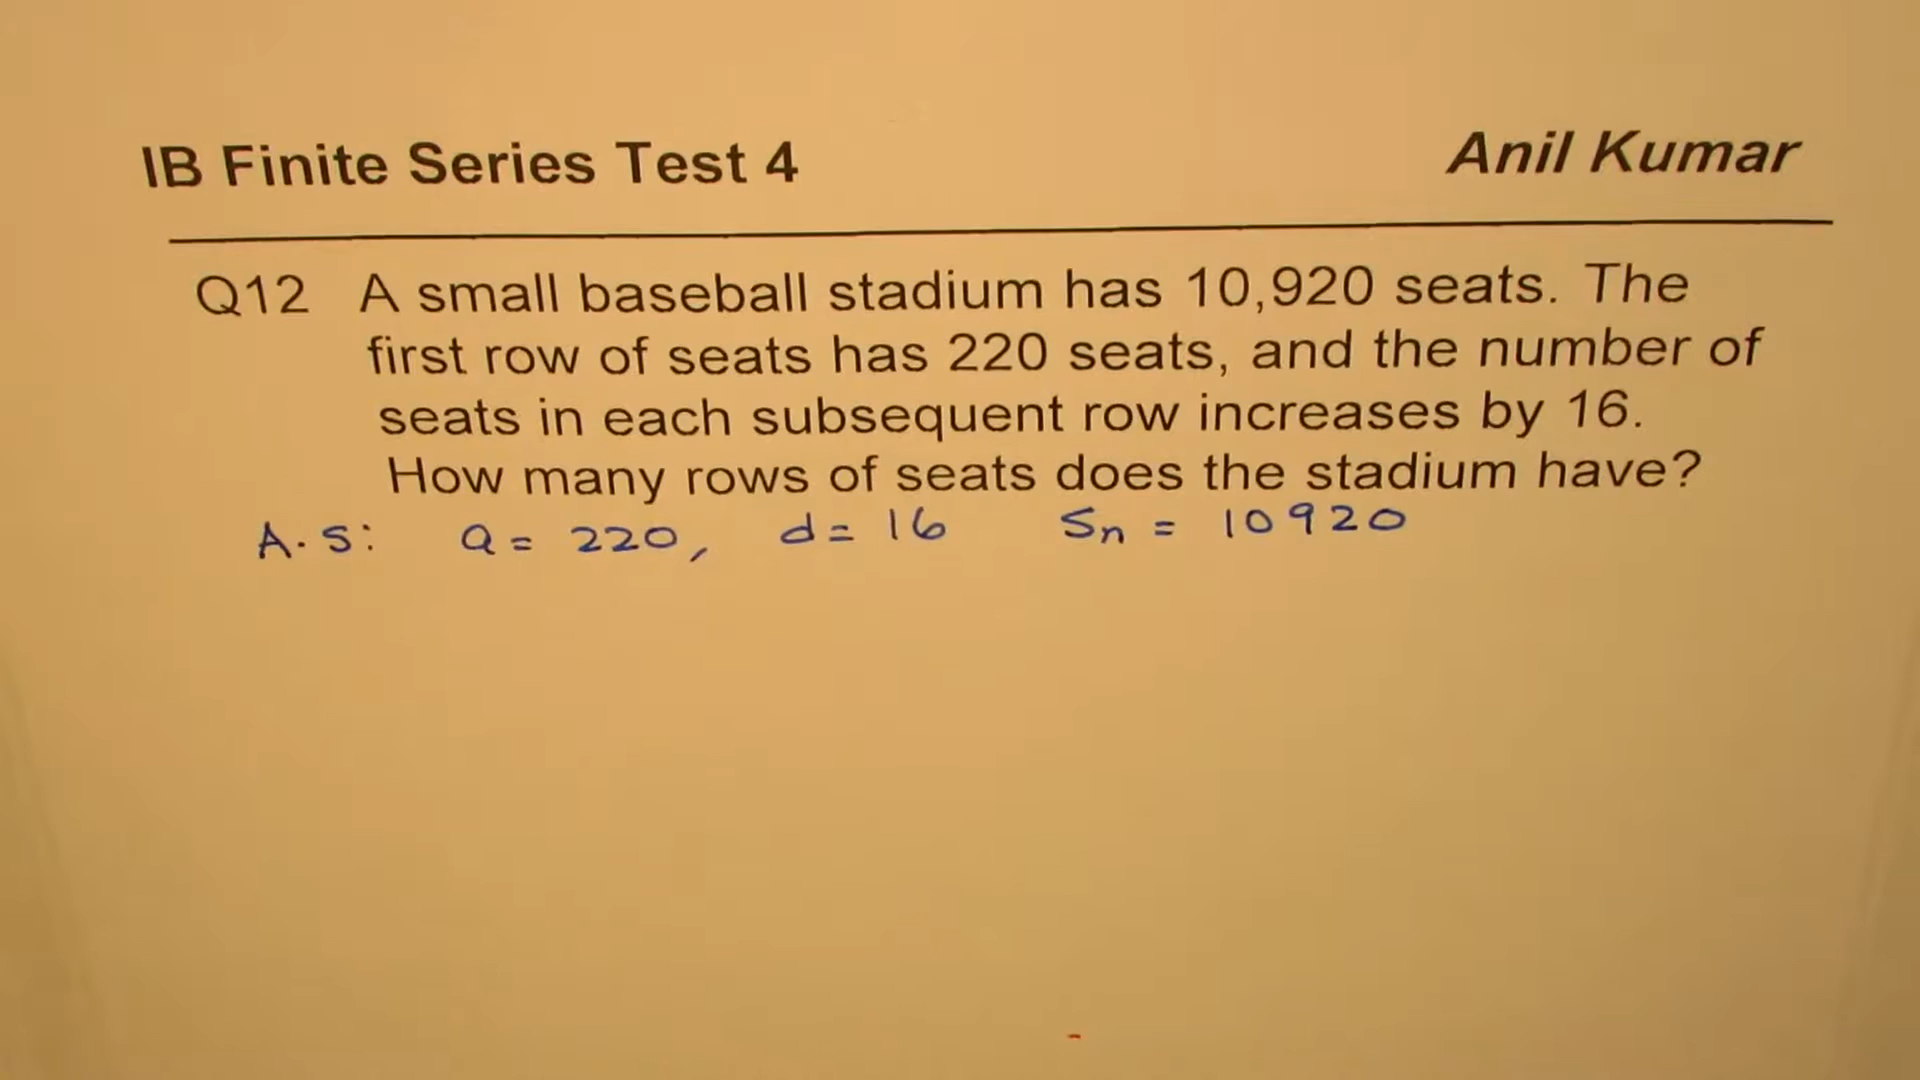 IB Finite Series Test 4
Anil Kumar
Q12 A small baseball stadium has 10,920 seats. The
first row of seats has 220 seats, and the number of
seats in each subsequent row increases by 16.
How many rows of seats does the stadium have?
A.S: a = 220, d = 16 Sn = 10920